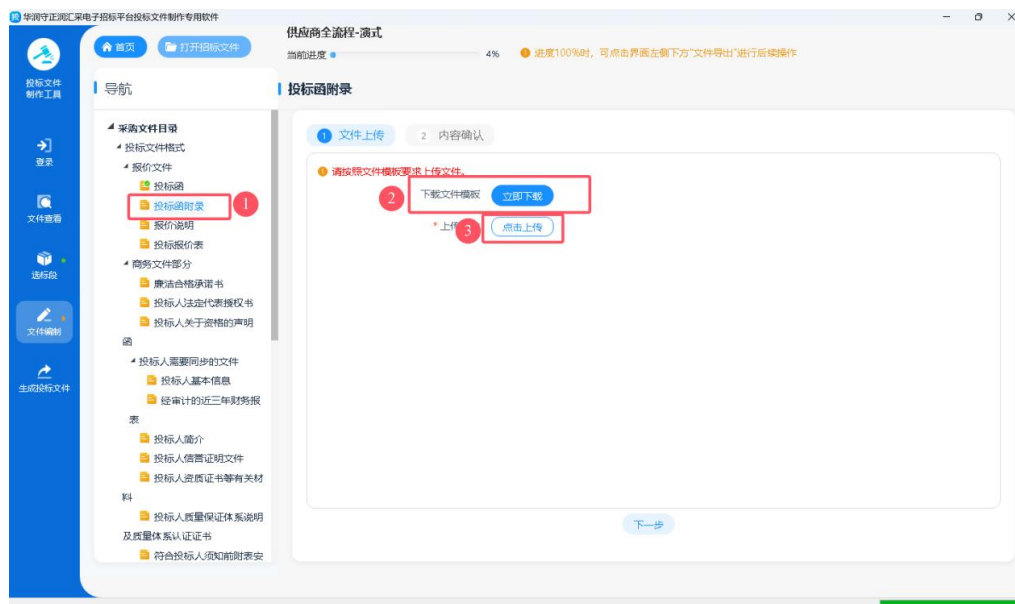 华润守正润汇采电子招标平台投标文件制作专用软件
投标文件
制作工具
登录
文件查看
选标段
文件编制
生成投标文件
首页
打开招标文件
供应商全流程-演式
当前进度
4%
进度100%时，可点击界面左侧下方“文件导出”进行后续操作
导航
采购文件目录
投标文件格式
报价文件
投标函
投标函附录
1
报价说明
投标报价表
商务文件部分
廉洁合格承诺书
投标人法定代表授权书
投标人关于资格的声明
函
投标人需要同步的文件
投标人基本信息
经审计的近三年财务报
表
投标人简介
投标人信誉证明文件
投标人资质证书等有关材
料
投标人质量保证体系说明
及质量体系认证证书
符合投标人须知前附表安
投标函附录
1 文件上传
2 内容确认
请按照文件模板要求上传文件。
2
下载文件模板
立即下载
* 上传
3
点击上传
下一步